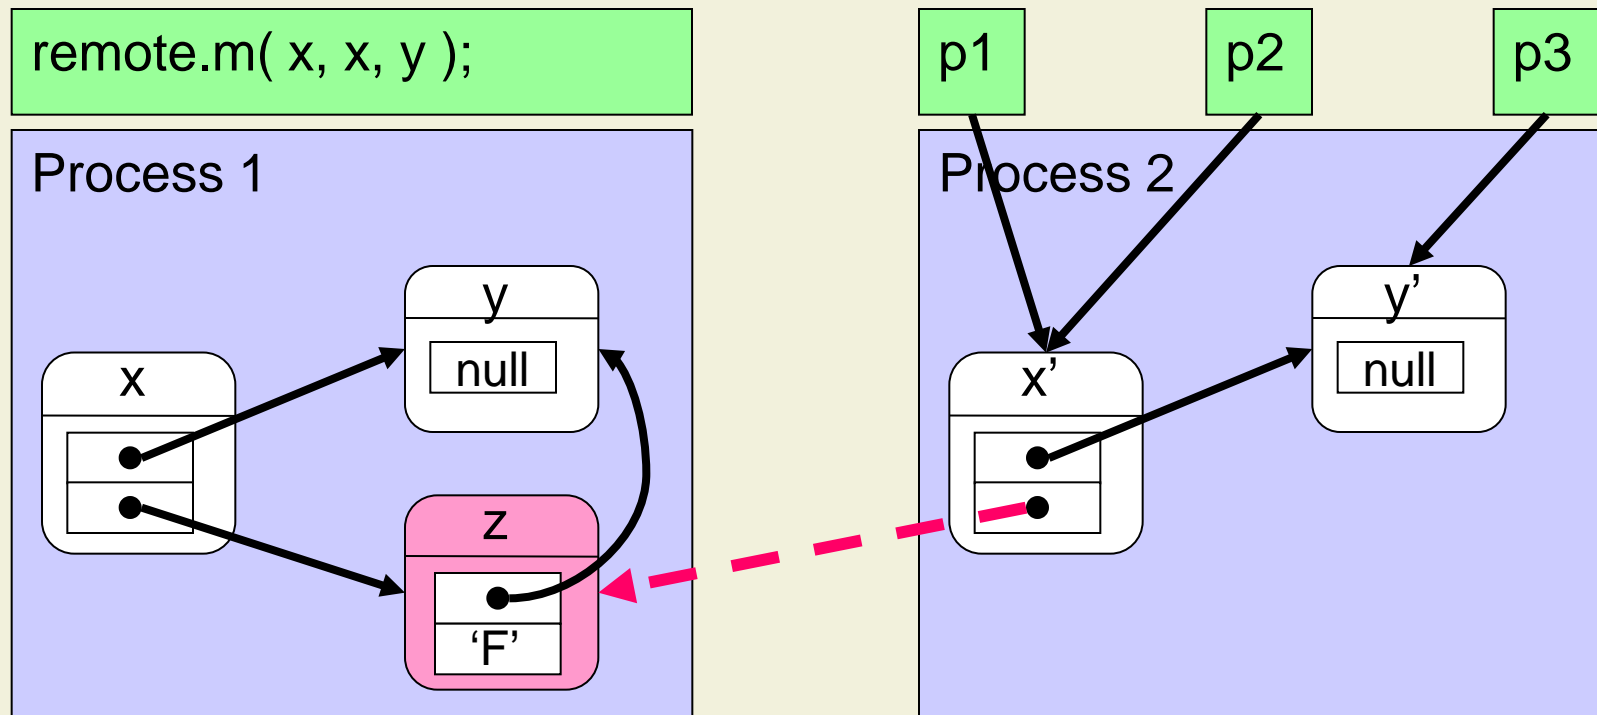 remote.m( x, x, y );
p1
p2
p3
Process 1
Process 2
y
null
x
z
‘F’
y’
null
x’